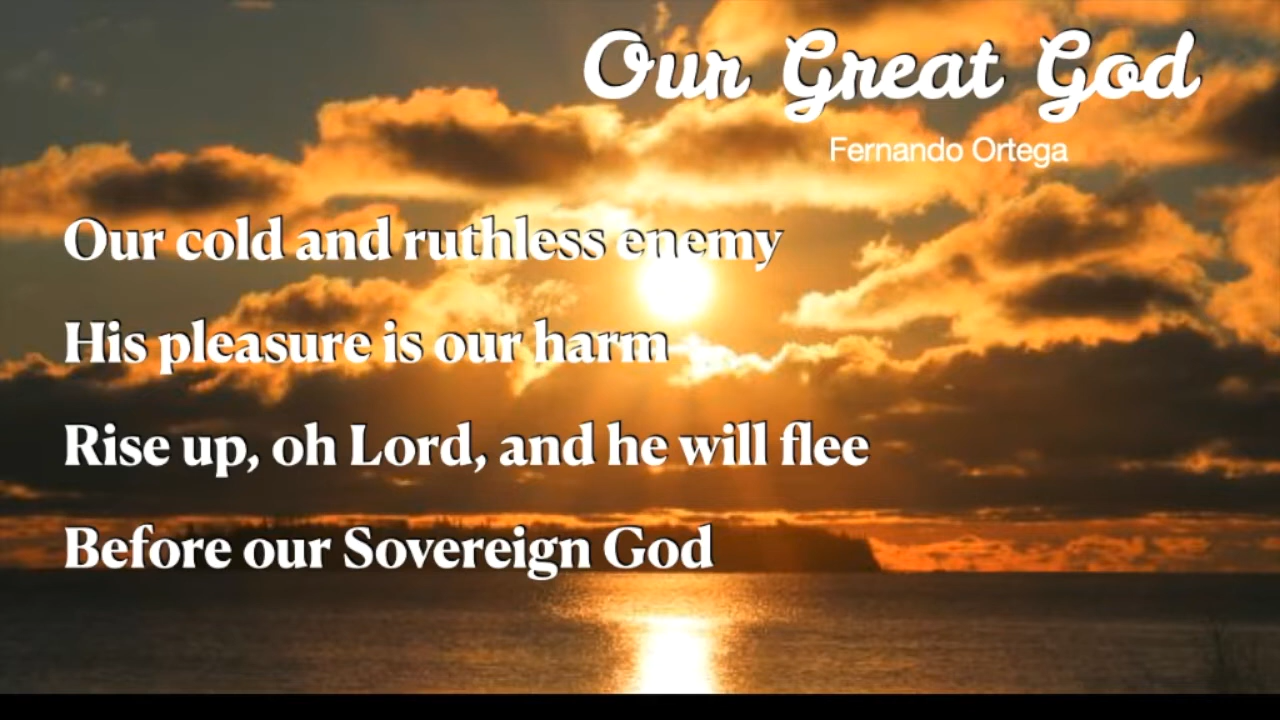 Our Great God
Fernando Ortega
Our cold and ruthless enemy
His pleasure is our harm
Rise up, oh Lord, and he will flee
Before our Sovereign God